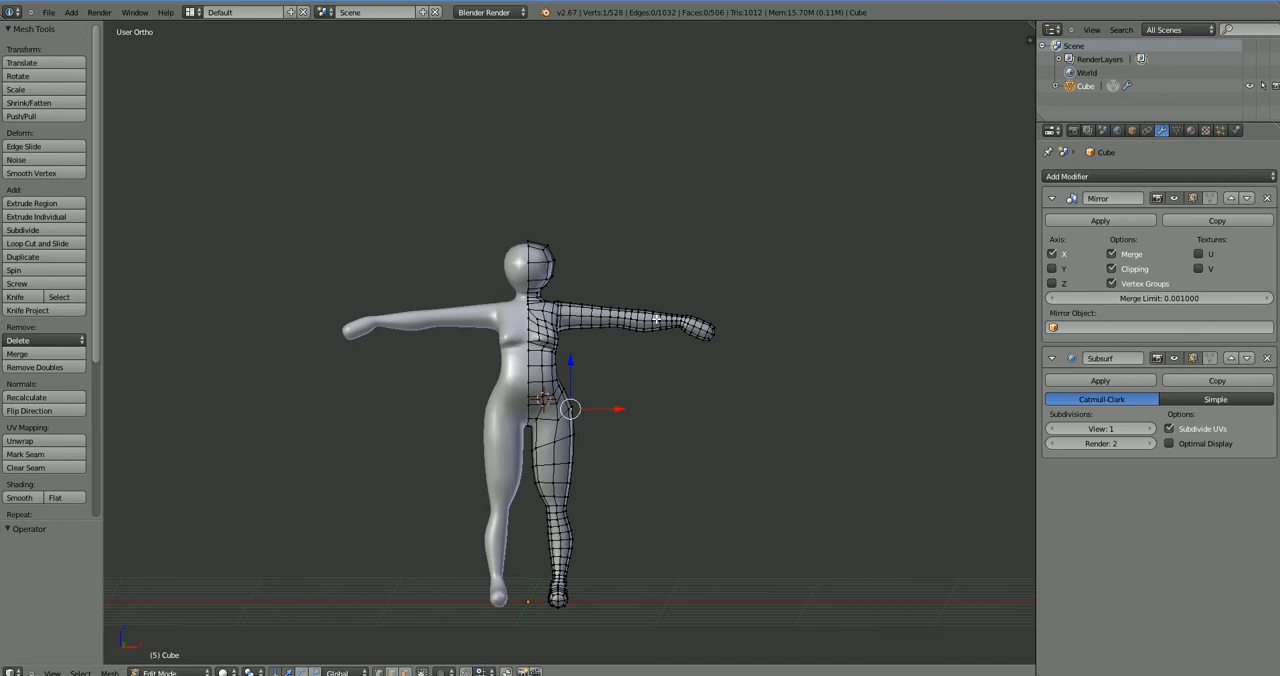 File Add Render Window Help Default Scene Blender Render v2.67 | Verts:1/528 | Edges:0/1032 | Faces:0/506 | Tris:1012 | Mem:15.70M (0.11M) | Cube
Mesh Tools
Transform:
Translate
Rotate
Scale
Shrink/Fatten
Push/Pull
Deform:
Edge Slide
Noise
Smooth Vertex
Add:
Extrude Region
Extrude Individual
Subdivide
Loop Cut and Slide
Duplicate
Spin
Screw
Knife Select
Knife Project
Remove:
Delete
Merge
Remove Doubles
Normals:
Recalculate
Flip Direction
UV Mapping:
Unwrap
Mark Seam
Clear Seam
Shading:
Smooth Flat
Repeat:
Operator
User Ortho
(5) Cube
View Select Mesh Edit Mode Global
View Search All Scenes
Scene
RenderLayers |
World
Cube |
Cube
Add Modifier
Mirror
Apply Copy
Axis: Options: Textures:
X Merge U
Y Clipping V
Z Vertex Groups
Merge Limit: 0.001000
Mirror Object:
Subsurf
Apply Copy
Catmull-Clark Simple
Subdivisions: Options:
View: 1 Subdivide UVs
Render: 2 Optimal Display